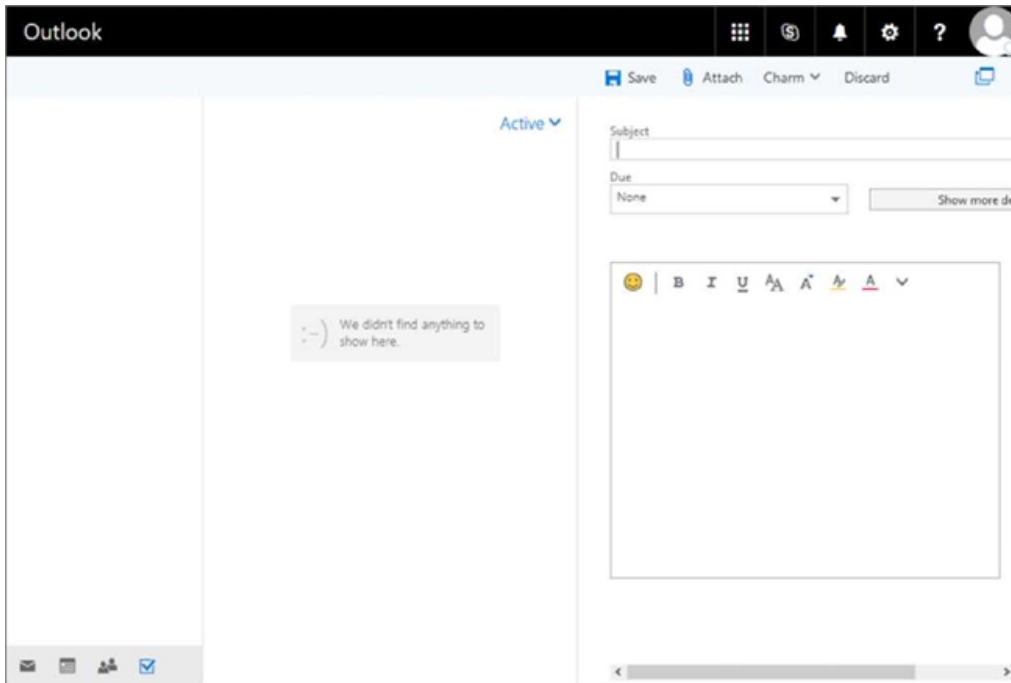 Outlook
?
Save Attach Charm Discard
Active
Subject
Due
None
Show more de
:-) We didn't find anything to
show here.
B I U AA A A A